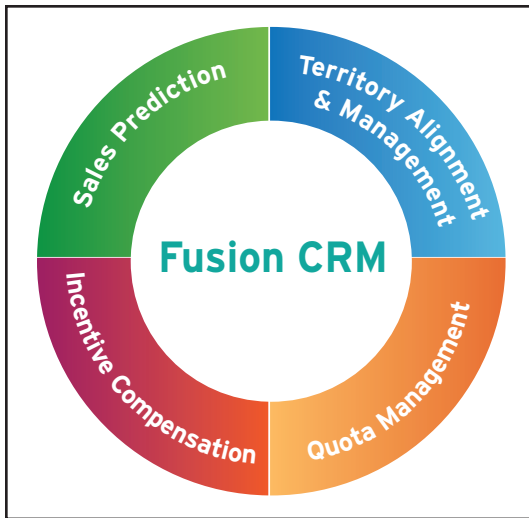 Sales Prediction
Territory Alignment
& Management
Fusion CRM
Incentive Compensation
Quota Management